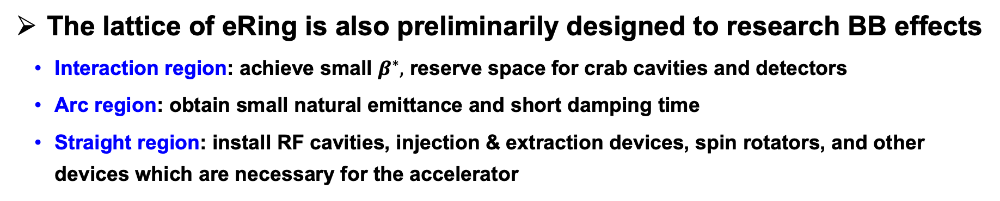 ➢ The lattice of eRing is also preliminarily designed to research BB effects
• Interaction region: achieve small β*, reserve space for crab cavities and detectors
• Arc region: obtain small natural emittance and short damping time
• Straight region: install RF cavities, injection & extraction devices, spin rotators, and other
devices which are necessary for the accelerator